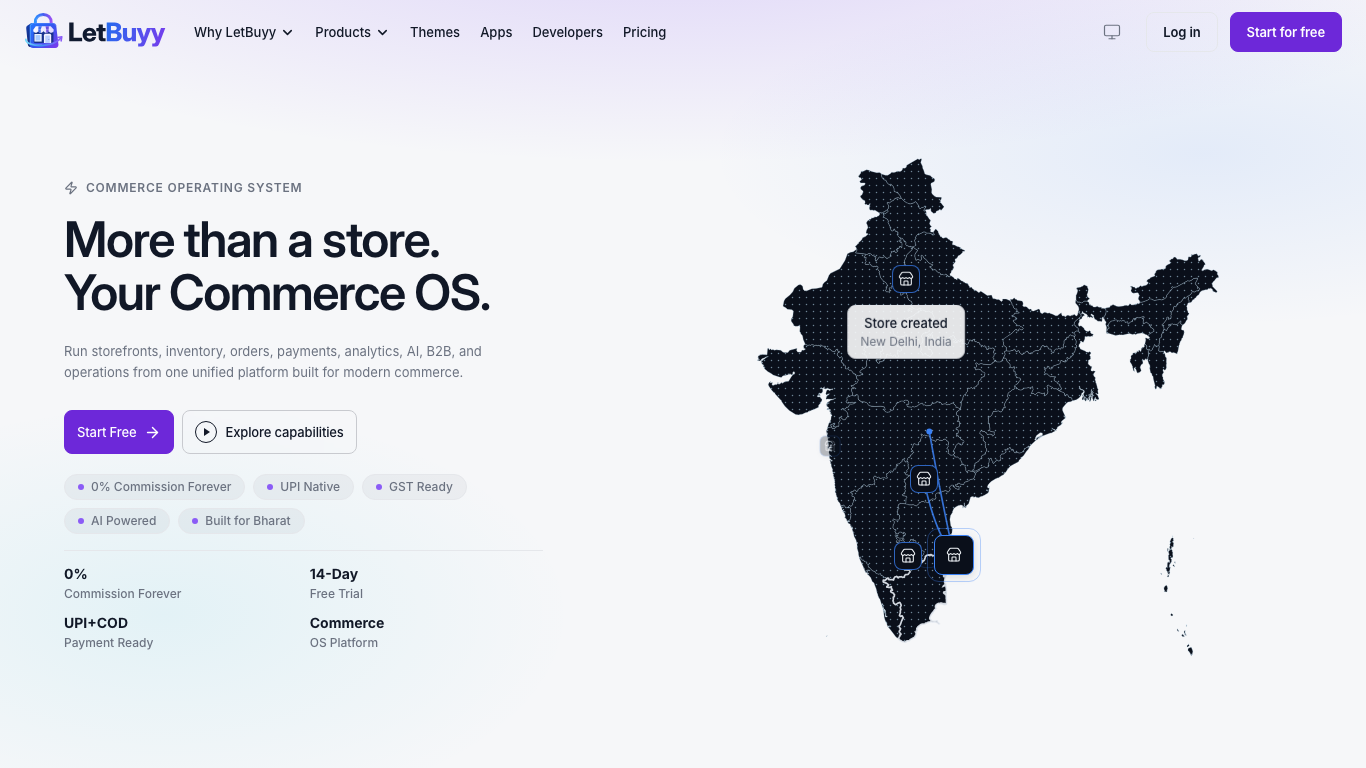 LetBuyy
Why LetBuyy
Products
Themes
Apps
Developers
Pricing
Log in
Start for free
COMMERCE OPERATING SYSTEM
More than a store.
Your Commerce OS.
Run storefronts, inventory, orders, payments, analytics, AI, B2B, and
operations from one unified platform built for modern commerce.
Start Free
Explore capabilities
0% Commission Forever
UPI Native
GST Ready
AI Powered
Built for Bharat
0%
Commission Forever
14-Day
Free Trial
UPI+COD
Payment Ready
Commerce
OS Platform
Store created
New Delhi, India